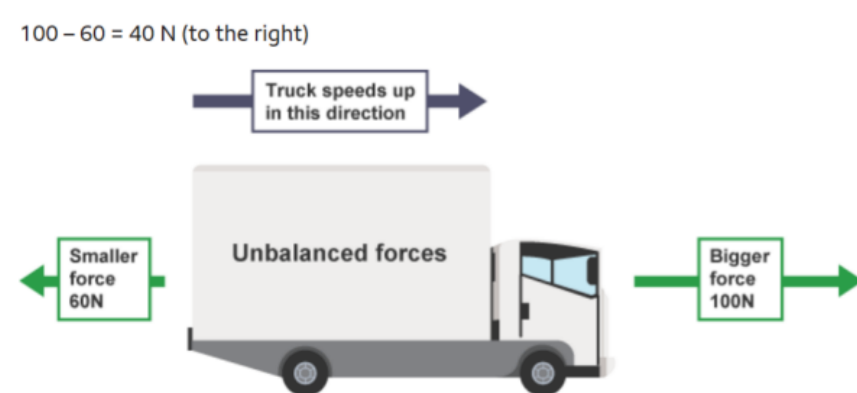 100 – 60 = 40 N (to the right)
Truck speeds up
in this direction
Unbalanced forces
Smaller
force
60N
Bigger
force
100N